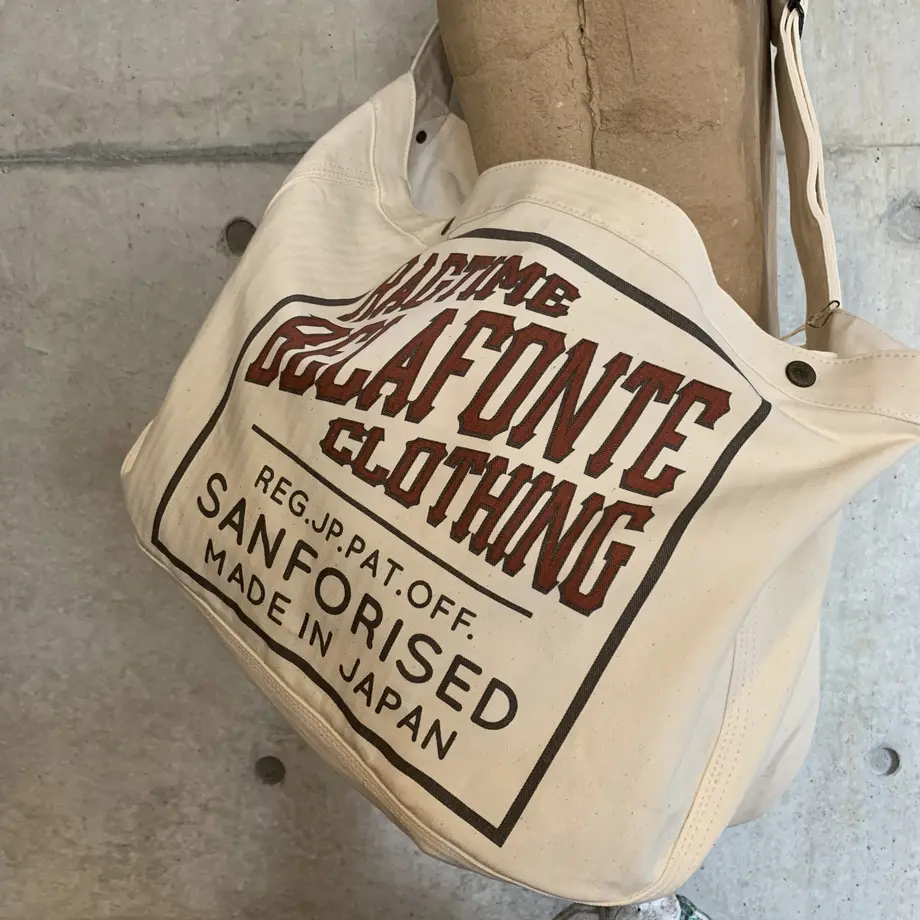 RAGTIME
BELAFONTE
CLOTHING
REG.JP.PAT.OFF.
SANFORISED
MADE IN JAPAN